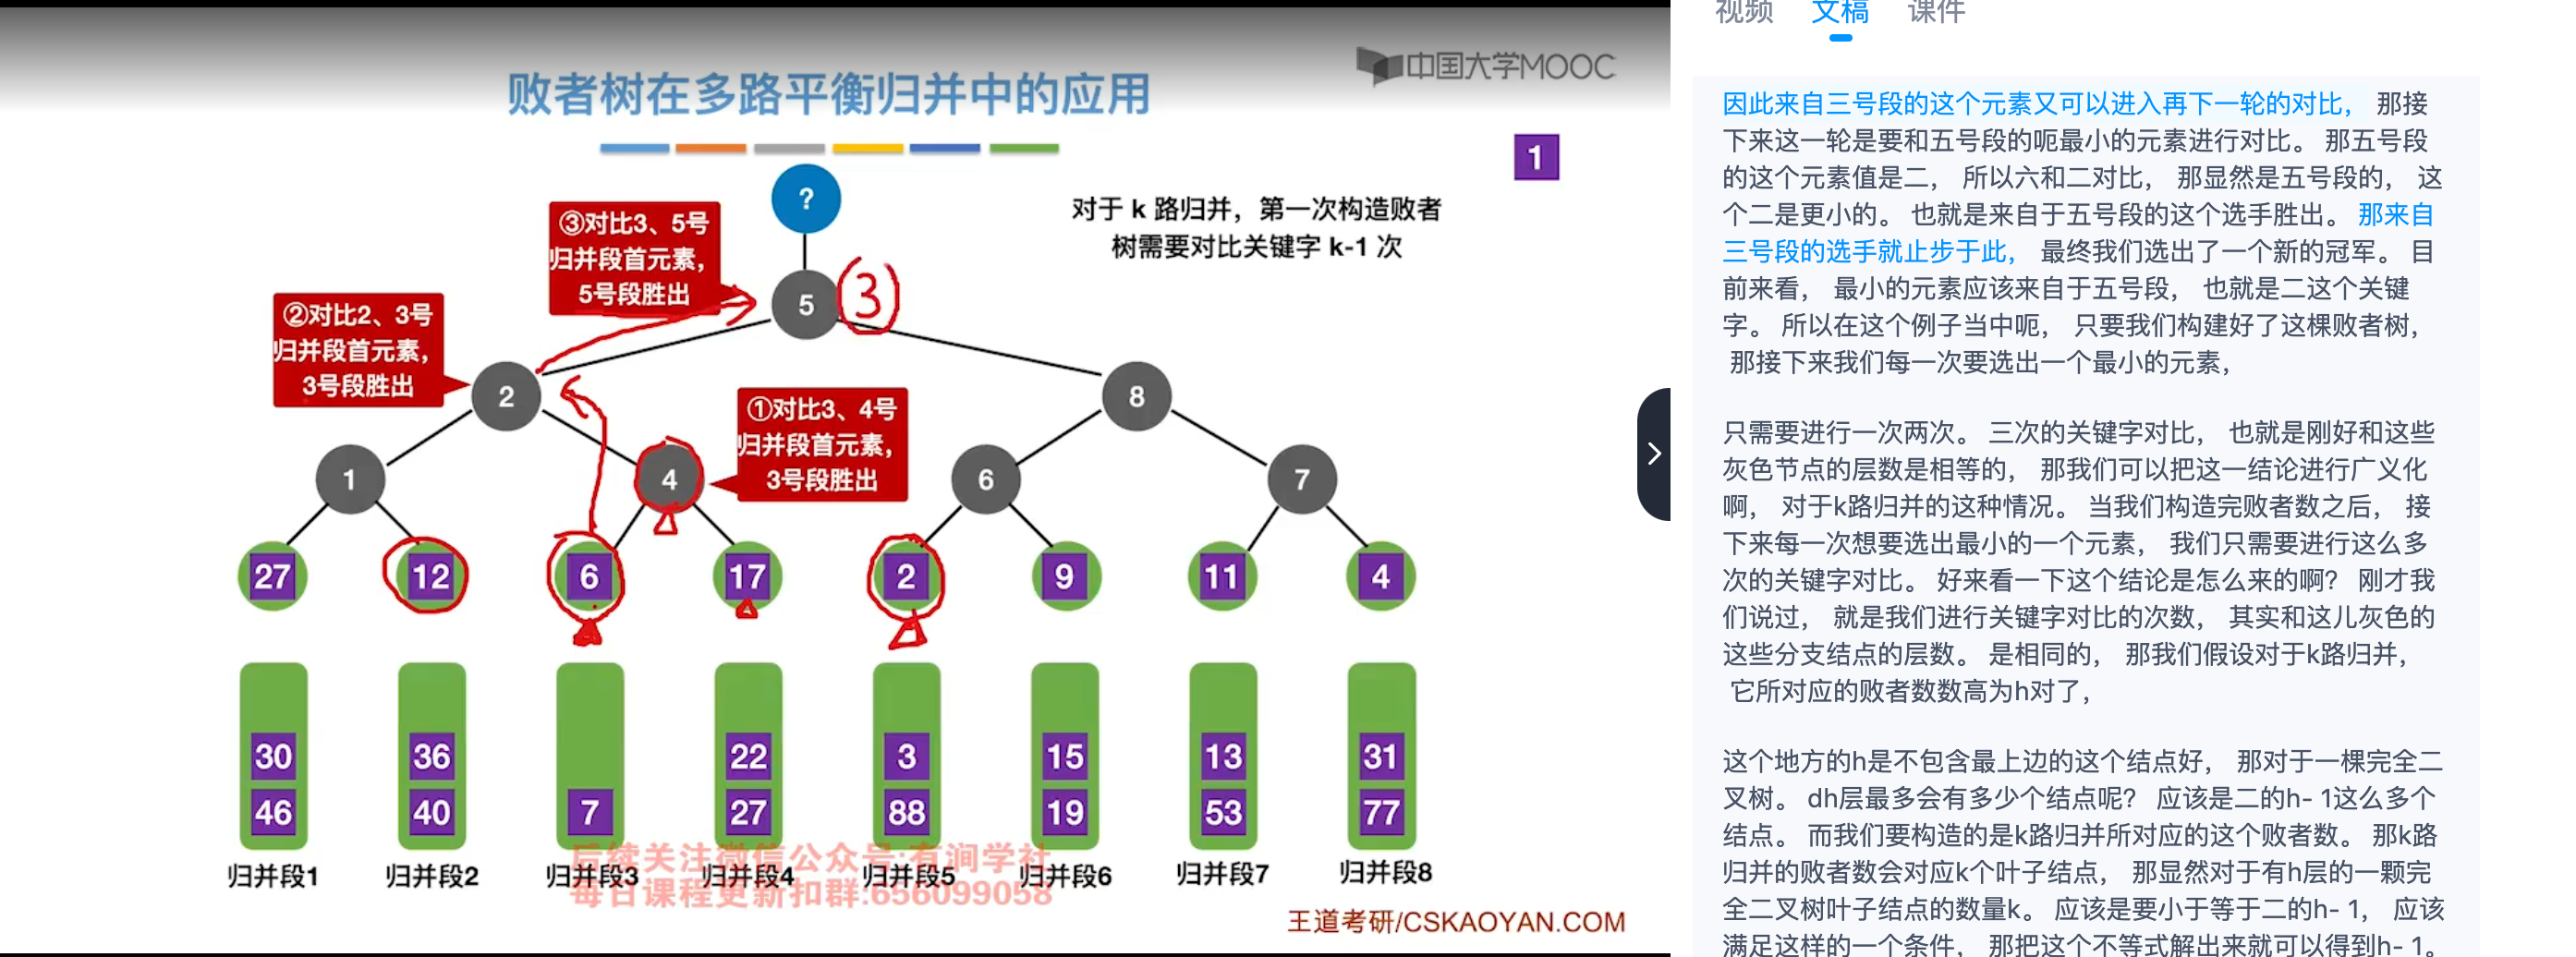 败者树在多路平衡归并中的应用
中国大学MOOC
1
?
对于 k 路归并，第一次构造败者
树需要对比关键字 k-1 次
③对比3、5号
归并段首元素，
5号段胜出
5
(3)
②对比2、3号
归并段首元素，
3号段胜出
2
8
①对比3、4号
归并段首元素，
3号段胜出
1
4
6
7
27 12 6 17 2 9 11 4
30 36 22 3 15 13 31
46 40 7 27 88 19 53 77
归并段1 归并段2 归并段3 归并段4 归并段5 归并段6 归并段7 归并段8
后续关注微信公众号:有涧学社
每日课程更新扣群:656099058
王道考研/CSKAOYAN.COM
视频 文稿 课件
因此来自三号段的这个元素又可以进入再下一轮的对比， 那接
下来这一轮是要和五号段的呃最小的元素进行对比。 那五号段
的这个元素值是二， 所以六和二对比， 那显然是五号段的， 这
个二是更小的。 也就是来自于五号段的这个选手胜出。 那来自
三号段的选手就止步于此， 最终我们选出了一个新的冠军。 目
前来看， 最小的元素应该来自于五号段， 也就是二这个关键
字。 所以在这个例子当中呃， 只要我们构建好了这棵败者树，
那接下来我们每一次要选出一个最小的元素，
只需要进行一次两次。 三次的关键字对比， 也就是刚好和这些
灰色节点的层数是相等的， 那我们可以把这一结论进行广义化
啊， 对于k路归并的这种情况。 当我们构造完败者数之后， 接
下来每一次想要选出最小的一个元素， 我们只需要进行这么多
次的关键字对比。 好来看一下这个结论是怎么来的啊? 刚才我
们说过， 就是我们进行关键字对比的次数， 其实和这儿灰色的
这些分支结点的层数。 是相同的， 那我们假设对于k路归并，
它所对应的败者数数高为h对了，
这个地方的h是不包含最上边的这个结点好， 那对于一棵完全二
叉树。 dh层最多会有多少个结点呢? 应该是二的h- 1这么多个
结点。 而我们要构造的是k路归并所对应的这个败者数。 那k路
归并的败者数会对应k个叶子结点， 那显然对于有h层的一颗完
全二叉树叶子结点的数量k。 应该是要小于等于二的h- 1， 应该
满足这样的一个条件， 那把这个不等式解出来就可以得到h- 1。